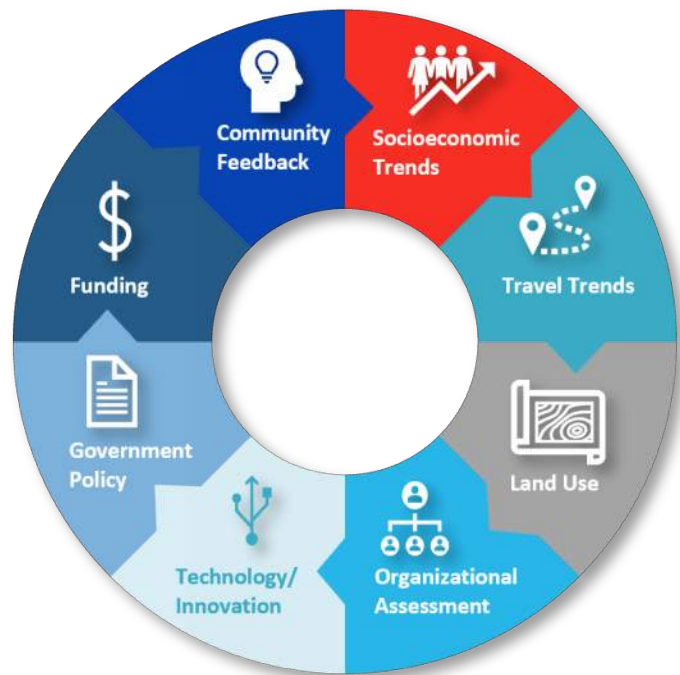 Community
Feedback
Socioeconomic
Trends
Travel Trends
Land Use
Organizational
Assessment
Technology/
Innovation
Government
Policy
Funding